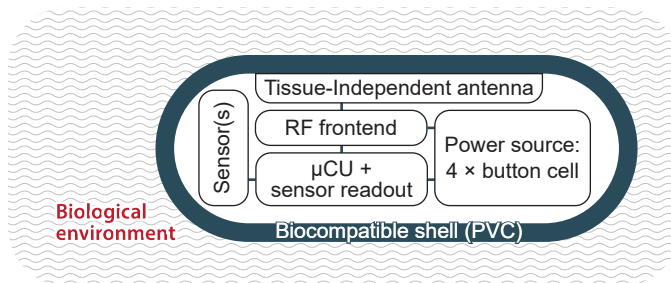 Tissue-Independent antenna
Sensor(s)
RF frontend
Power source:
4 × button cell
µCU +
sensor readout
Biological
environment
Biocompatible shell (PVC)